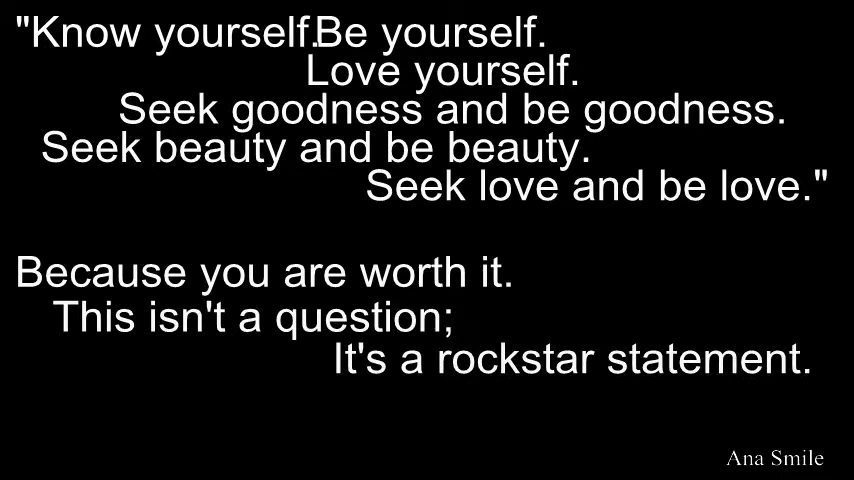 "Know yourself.Be yourself.
Love yourself.
Seek goodness and be goodness.
Seek beauty and be beauty.
Seek love and be love."
Because you are worth it.
This isn't a question;
It's a rockstar statement.
Ana Smile